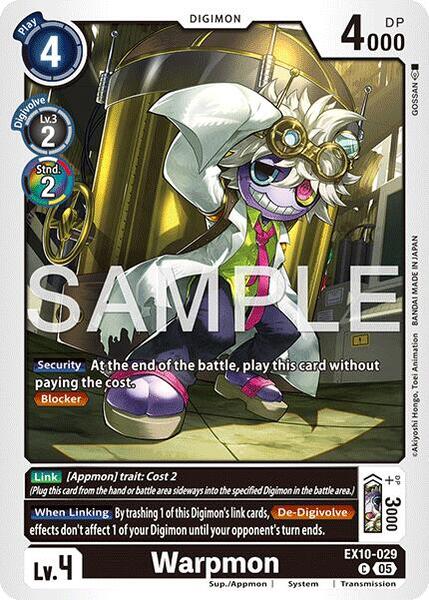 Play
4
DIGIMON
4000
DP
Digivolve
Lv.3
2
Stnd.
2
GOSSAN
SAMPLE
©Akiyoshi Hongo, Toei Animation BANDAI MADE IN JAPAN
Security At the end of the battle, play this card without
paying the cost.
Blocker
Link [Appmon] trait: Cost 2
(Plug this card from the hand or battle area sideways into the specified Digimon in the battle area.)
DP
+3000
When Linking By trashing 1 of this Digimon's link cards, De-Digivolve
effects don't affect 1 of your Digimon until your opponent's turn ends.
Lv.4
Warpmon
EX10-029
C 05
Sup./Appmon | System | Transmission